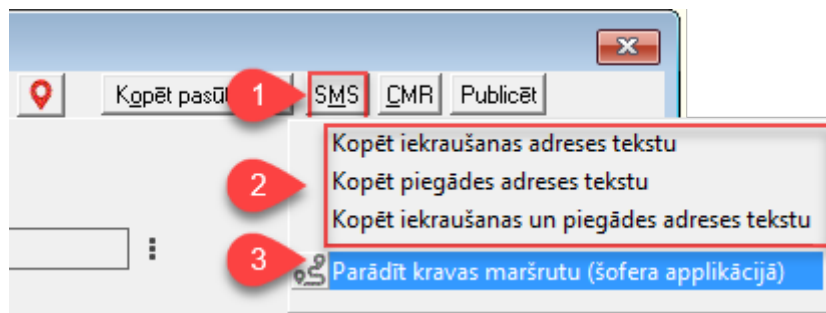 Kopēt
1
SMS
CMR
Publicēt
Kopēt iekraušanas adreses tekstu
2
Kopēt piegādes adreses tekstu
Kopēt iekraušanas un piegādes adreses tekstu
3
Parādīt kravas maršrutu (šofera applikācijā)